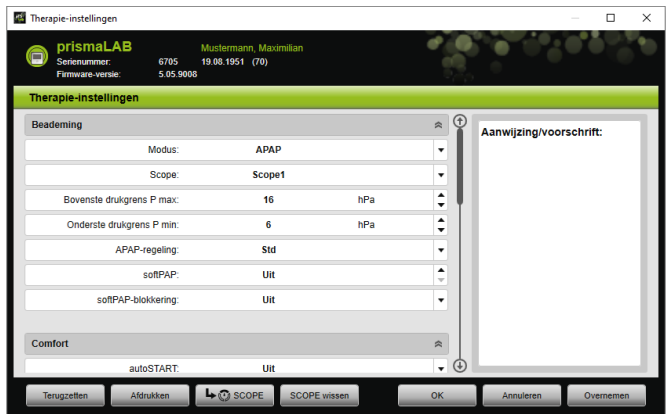 Therapie-instellingen
prismaLAB
Mustermann, Maximilian
Serienummer: 6705 19.08.1951 (70)
Firmware-versie: 5.05.9008
Therapie-instellingen
Beademing
Modus: APAP
Scope: Scope1
Bovenste drukgrens P max: 16 hPa
Onderste drukgrens P min: 6 hPa
APAP-regeling: Std
softPAP: Uit
softPAP-blokkering: Uit
Comfort
autoSTART: Uit
Aanwijzing/voorschrift:
Terugzetten Afdrukken SCOPE SCOPE wissen OK Annuleren Overnemen